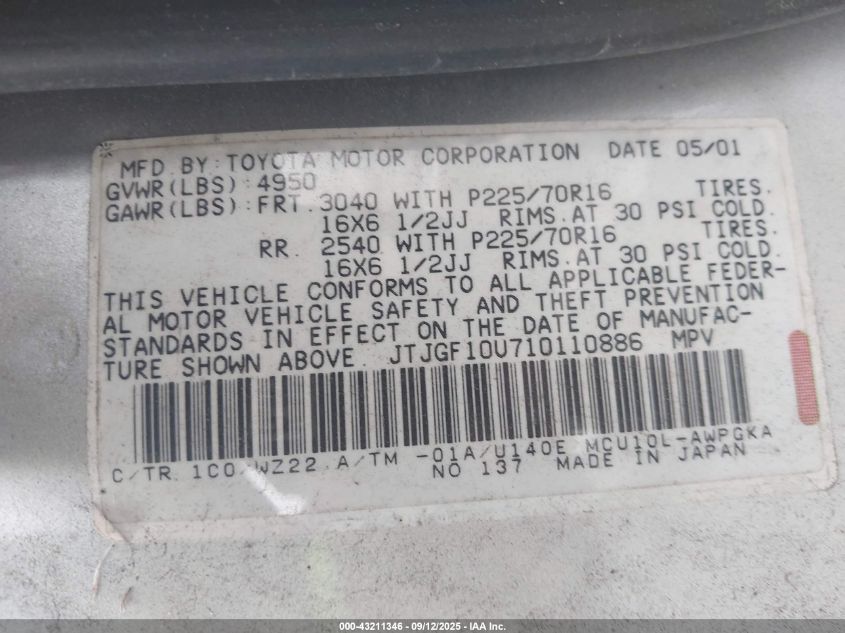 MFD. BY: TOYOTA MOTOR CORPORATION DATE 05/01
GVWR(LBS):4950
GAWR(LBS):FRT. 3040 WITH P225/70R16 TIRES.
16X6 1/2JJ RIMS.AT 30 PSI COLD.
RR. 2540 WITH P225/70R16 TIRES.
16X6 1/2JJ RIMS.AT 30 PSI COLD.
THIS VEHICLE CONFORMS TO ALL APPLICABLE FEDER-
AL MOTOR VEHICLE SAFETY AND THEFT PREVENTION
STANDARDS IN EFFECT ON THE DATE OF MANUFAC-
TURE SHOWN ABOVE. JTJGF10U710110886 MPV
C/TR. 1C0/WZ22 A/TM -01A/U140E MCU10L-AWPGKA
NO 137 MADE IN JAPAN
000-43211346 - 09/12/2025 - IAA Inc.